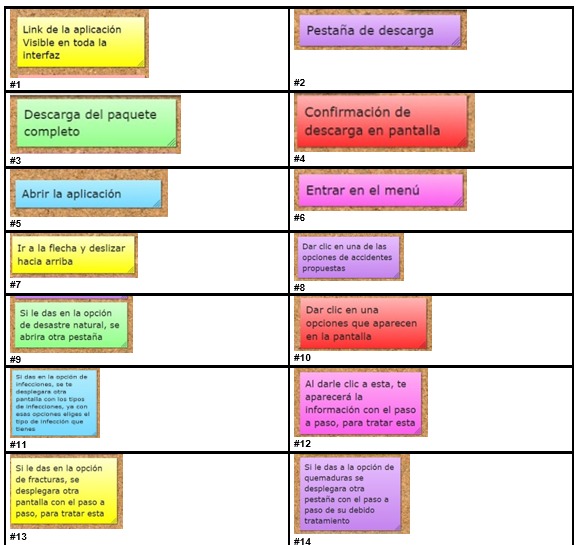 Link de la aplicación
Visible en toda la
interfaz
#1
Pestaña de descarga
#2
Descarga del paquete
completo
#3
Confirmación de
descarga en pantalla
#4
Abrir la aplicación
#5
Entrar en el menú
#6
Ir a la flecha y deslizar
hacia arriba
#7
Dar clic en una de las
opciones de accidentes
propuestas
#8
Si le das en la opción
de desastre natural, se
abrira otra pestaña
#9
Dar clic en una
opciones que aparecen
en la pantalla
#10
Si das en la opción de
infecciones, se te
desplegara otra
pantalla con los tipos
de infecciones, ya con
esas opciones eliges el
tipo de infección que
tienes
#11
Al darle clic a esta, te
aparecerá la
información con el paso
a paso, para tratar esta
#12
Si le das en la opción
de fracturas, se
desplegara otra
pantalla con el paso a
paso, para tratar esta
#13
Si le das a la opción de
quemaduras se
desplegara otra
pestaña con el paso a
paso de su debido
tratamiento
#14